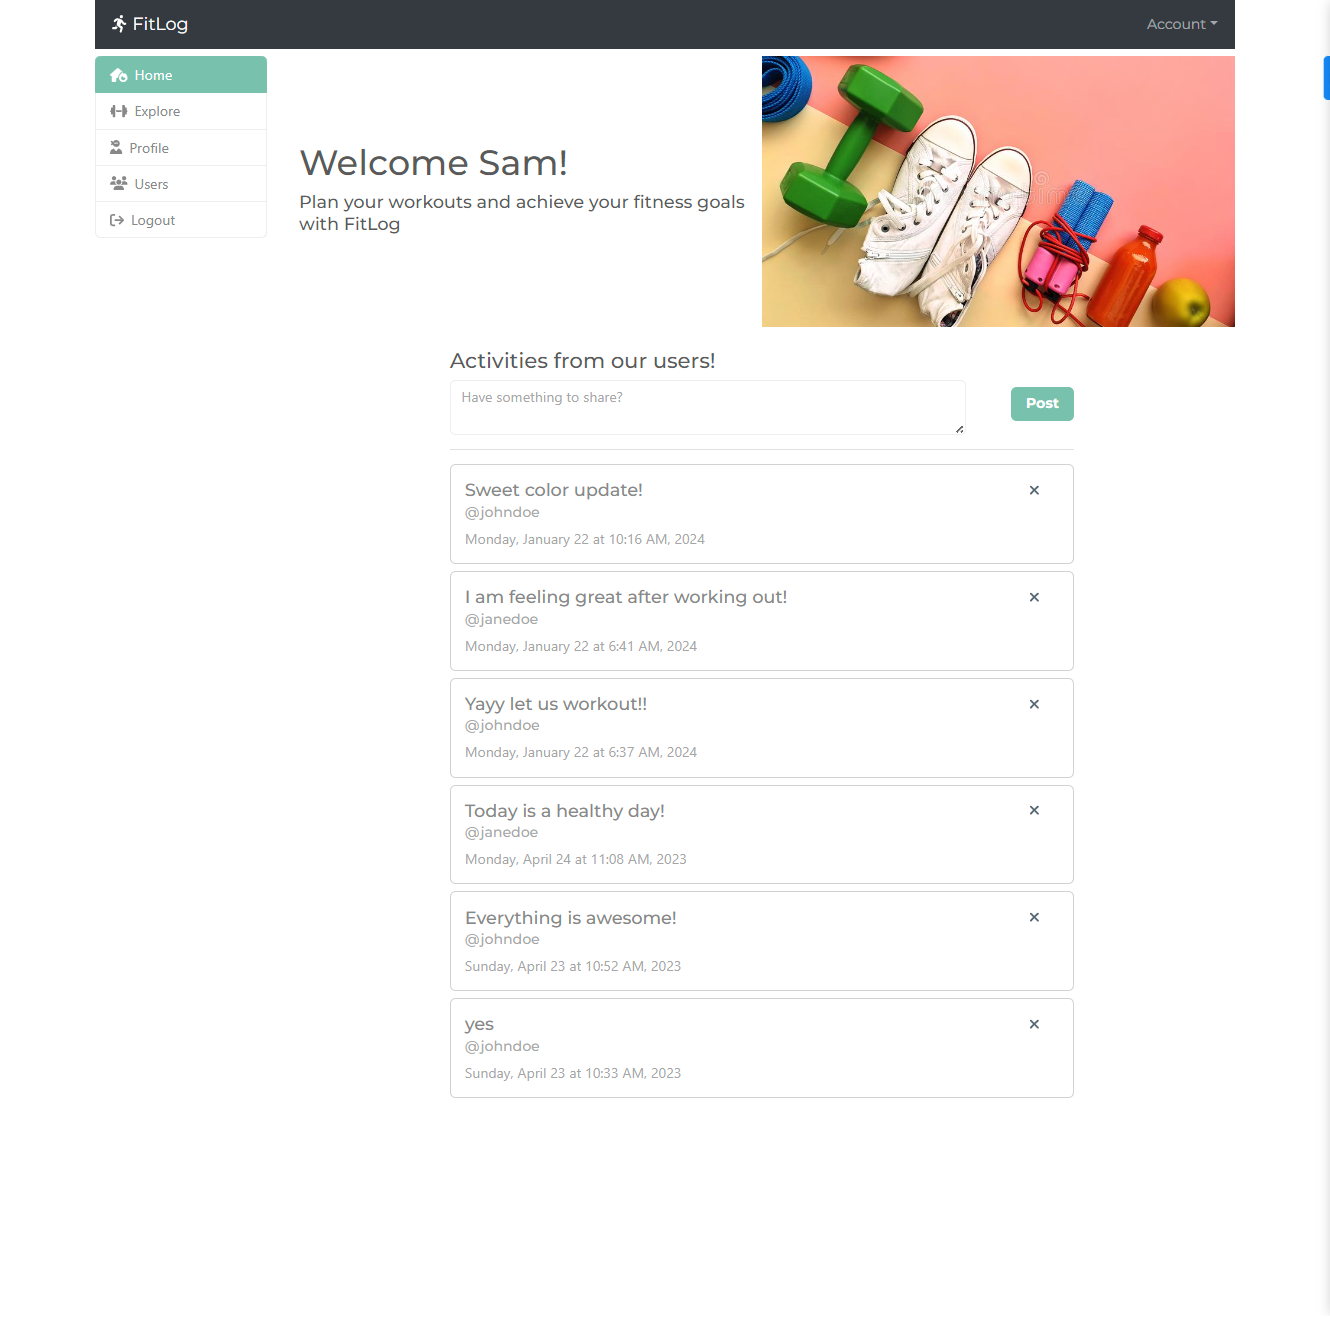 FitLog
Account
Home
Explore
Profile
Users
Logout
Welcome Sam!
Plan your workouts and achieve your fitness goals
with FitLog
Activities from our users!
Have something to share?
Post
Sweet color update!
@johndoe
Monday, January 22 at 10:16 AM, 2024
I am feeling great after working out!
@janedoe
Monday, January 22 at 6:41 AM, 2024
Yayy let us workout!!
@johndoe
Monday, January 22 at 6:37 AM, 2024
Today is a healthy day!
@janedoe
Monday, April 24 at 11:08 AM, 2023
Everything is awesome!
@johndoe
Sunday, April 23 at 10:52 AM, 2023
yes
@johndoe
Sunday, April 23 at 10:33 AM, 2023